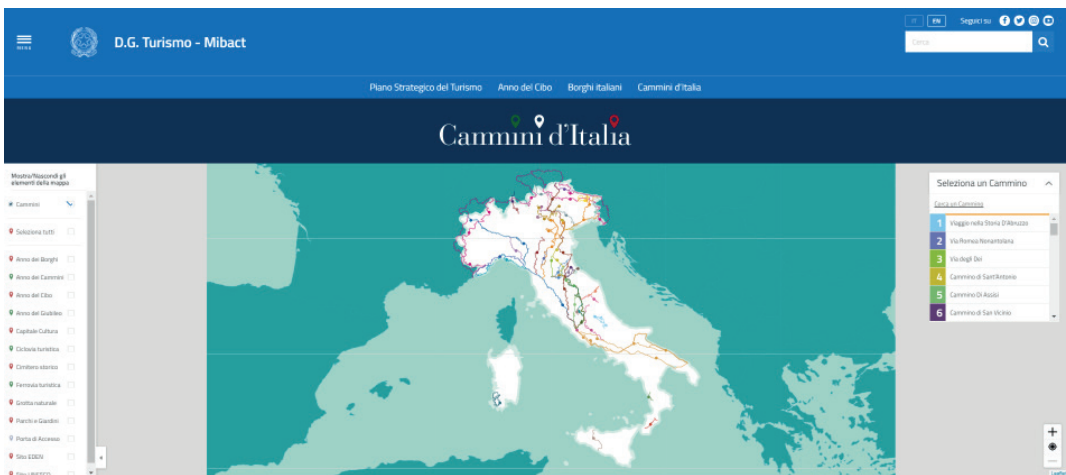 MENU
D.G. Turismo - Mibact
IT
EN
Seguici su
Cerca
Piano Strategico del Turismo
Anno del Cibo
Borghi italiani
Cammini d'Italia
Cammini d'Italia
Mostra/Nascondi gli
elementi della mappa
Cammini
Seleziona tutti
Anno dei Borghi
Anno dei Cammini
Anno del Cibo
Anno del Giubileo
Capitale Cultura
Ciclovia turistica
Cimitero storico
Ferrovia turistica
Grotta naturale
Parchi e Giardini
Porta di Accesso
Sito EDEN
Sito UNESCO
Seleziona un Cammino
Cerca un Cammino
1 Viaggio nella Storia D'Abruzzo
2 Via Romea Nonantolana
3 Via degli Dei
4 Cammino di Sant'Antonio
5 Cammino Di Assisi
6 Cammino di San Vicinio
Leaflet